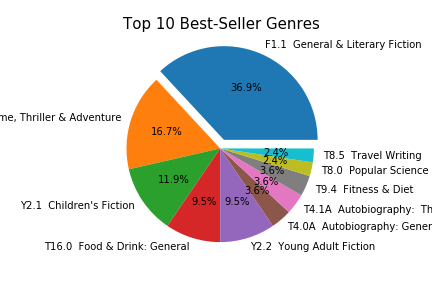 Top 10 Best-Seller Genres
F1.1 General & Literary Fiction
36.9%
me, Thriller & Adventure
16.7%
Y2.1 Children's Fiction
11.9%
T16.0 Food & Drink: General
9.5%
Y2.2 Young Adult Fiction
9.5%
T4.0A Autobiography: Gener
3.6%
T4.1A Autobiography: Th
3.6%
T9.4 Fitness & Diet
3.6%
T8.0 Popular Science
2.4%
T8.5 Travel Writing
2.4%